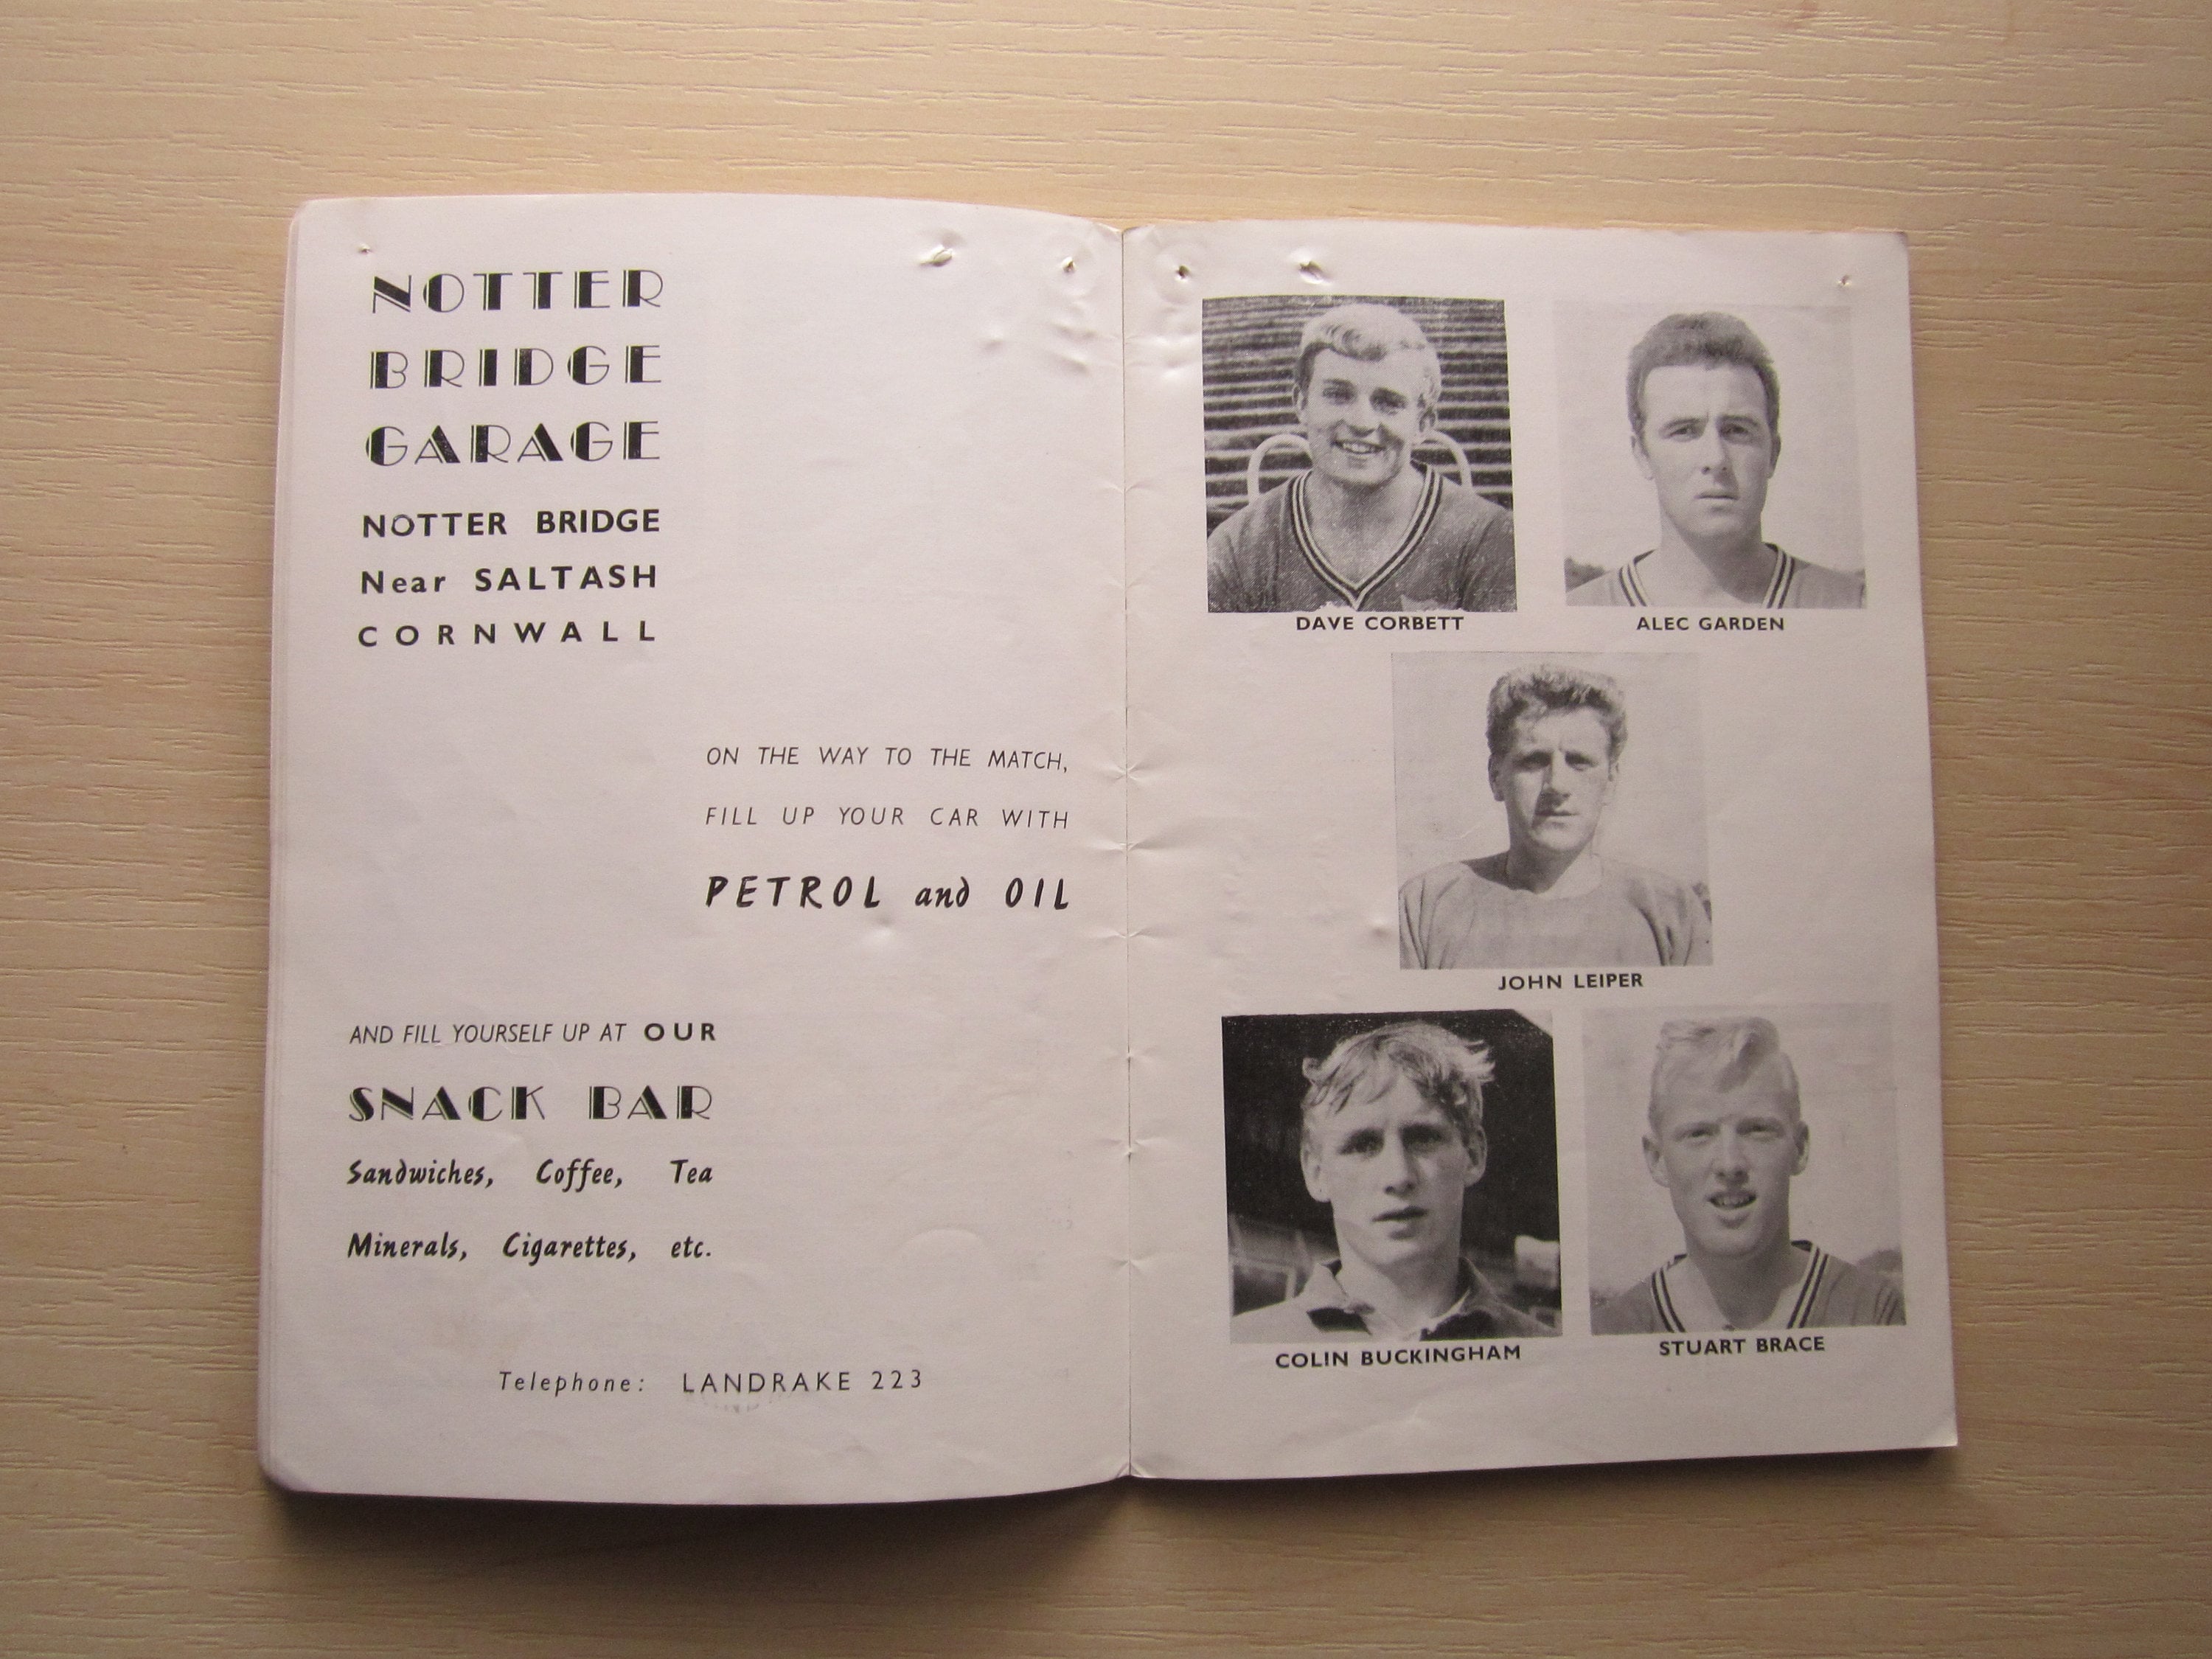 NOTTER
BRIDGE
GARAGE
NOTTER BRIDGE
Near SALTASH
CORNWALL
ON THE WAY TO THE MATCH,
FILL UP YOUR CAR WITH
PETROL and OIL
AND FILL YOURSELF UP AT OUR
SNACK BAR
Sandwiches, Coffee, Tea
Minerals, Cigarettes, etc.
Telephone: LANDRAKE 223
DAVE CORBETT
ALEC GARDEN
JOHN LEIPER
COLIN BUCKINGHAM
STUART BRACE